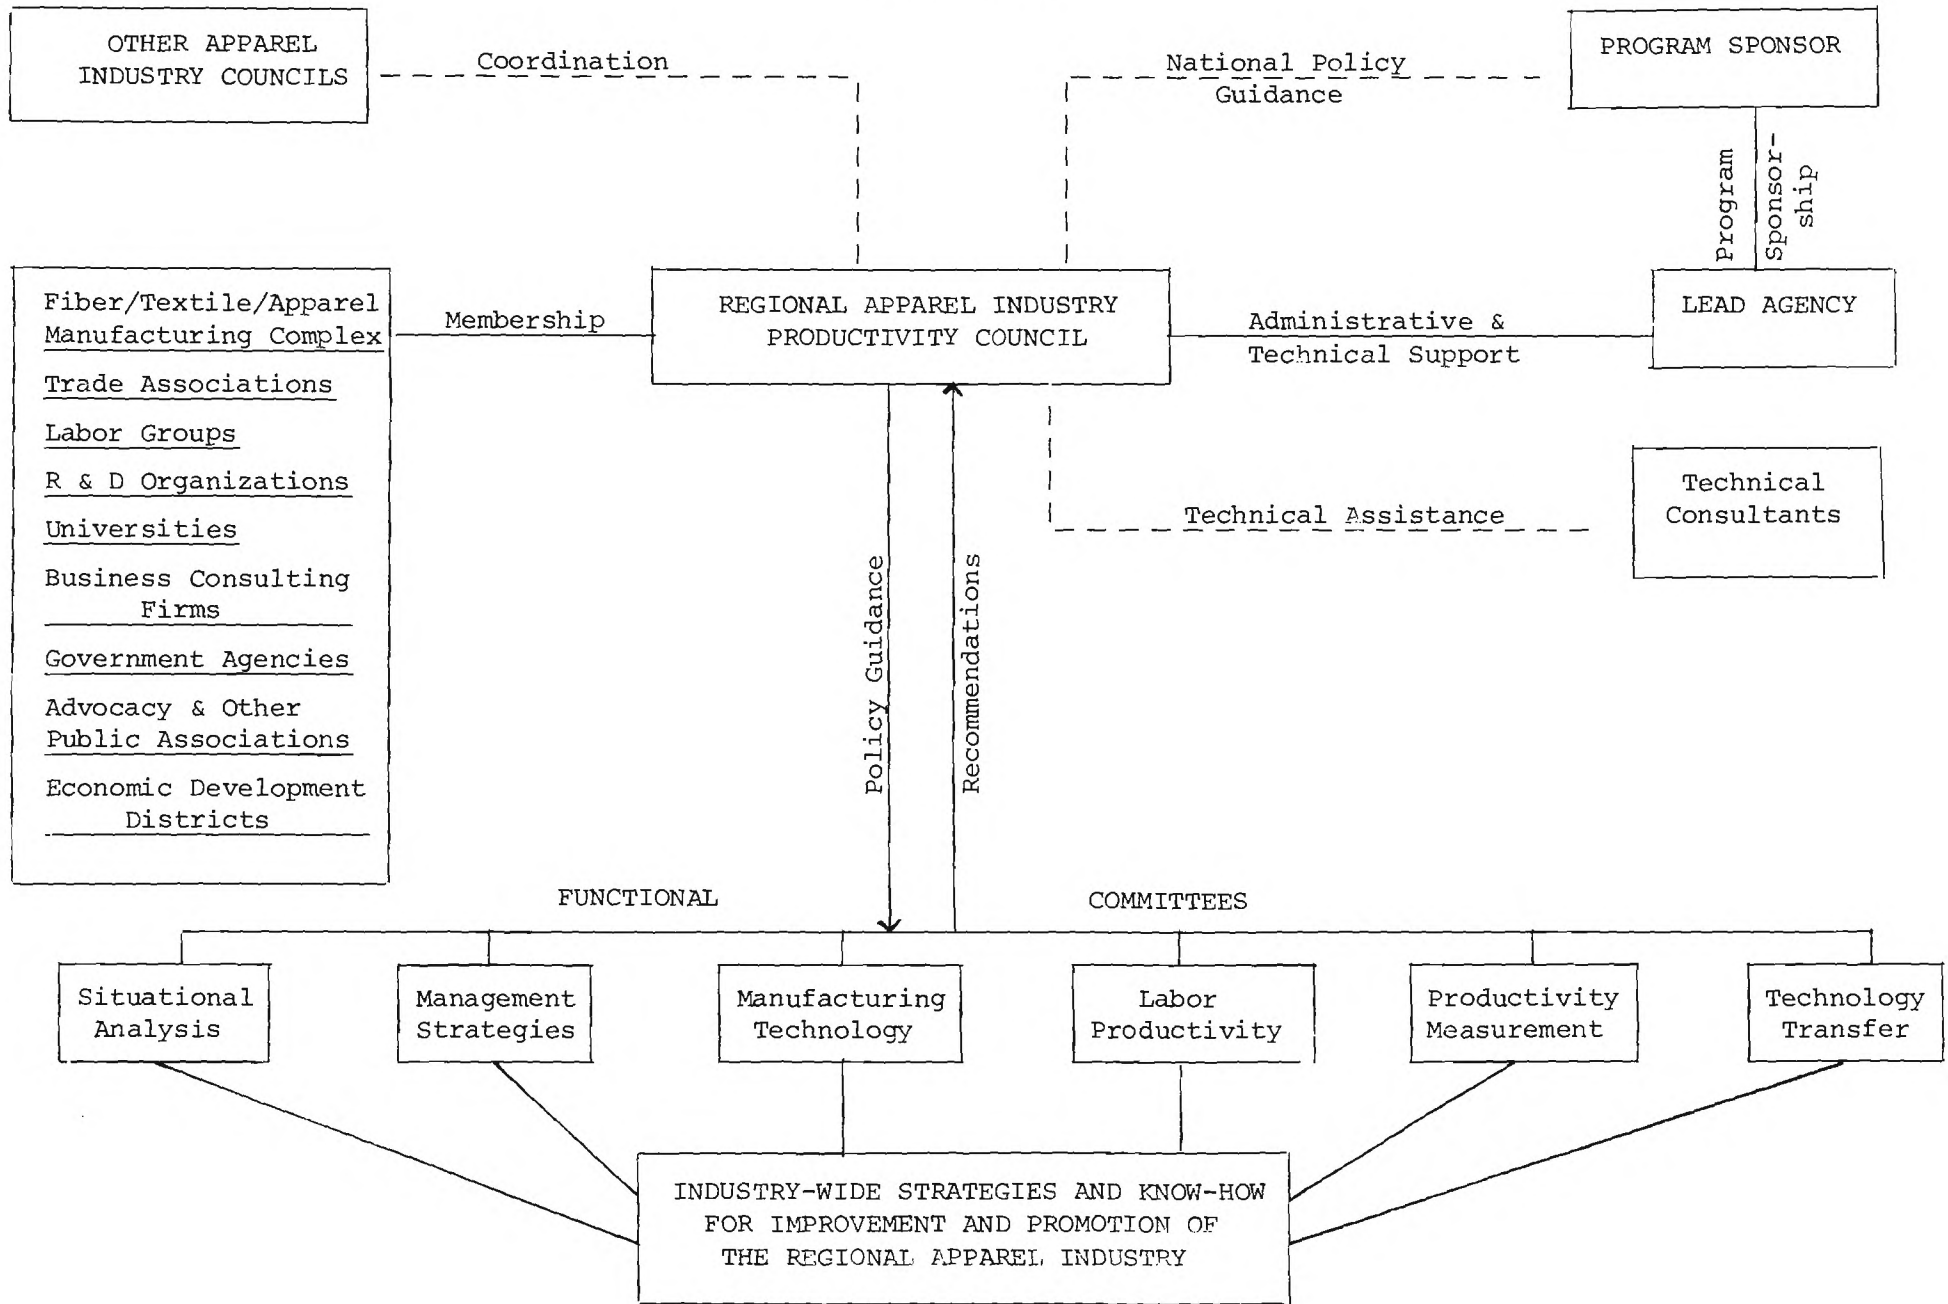 OTHER APPAREL
INDUSTRY COUNCILS
Coordination
National Policy
Guidance
PROGRAM SPONSOR
Program
Sponsor-
ship
Fiber/Textile/Apparel
Manufacturing Complex
Trade Associations
Labor Groups
R & D Organizations
Universities
Business Consulting
Firms
Government Agencies
Advocacy & Other
Public Associations
Economic Development
Districts
Membership
REGIONAL APPAREL INDUSTRY
PRODUCTIVITY COUNCIL
Administrative &
Technical Support
LEAD AGENCY
Technical Assistance
Technical
Consultants
Policy Guidance
Recommendations
FUNCTIONAL COMMITTEES
Situational
Analysis
Management
Strategies
Manufacturing
Technology
Labor
Productivity
Productivity
Measurement
Technology
Transfer
INDUSTRY-WIDE STRATEGIES AND KNOW-HOW
FOR IMPROVEMENT AND PROMOTION OF
THE REGIONAL APPAREL INDUSTRY